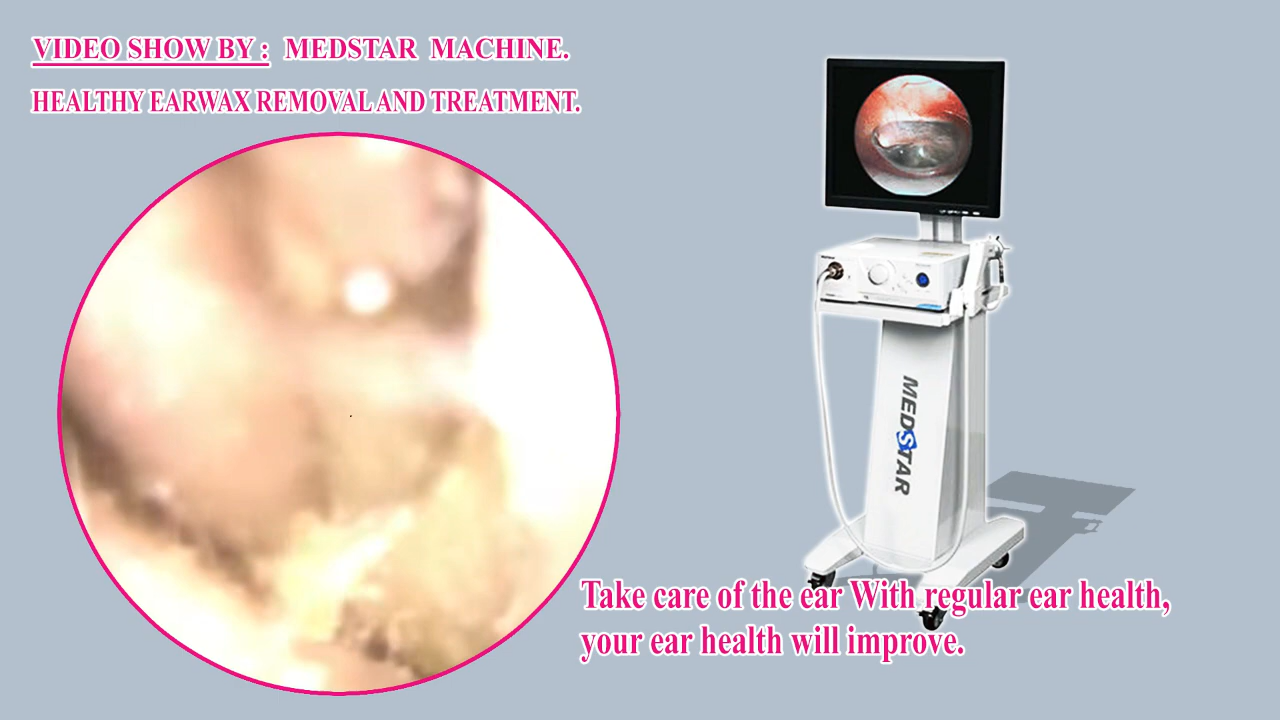 VIDEO SHOW BY : MEDSTAR MACHINE.
HEALTHY EARWAX REMOVAL AND TREATMENT.
MEDSTAR
Take care of the ear With regular ear health,
your ear health will improve.